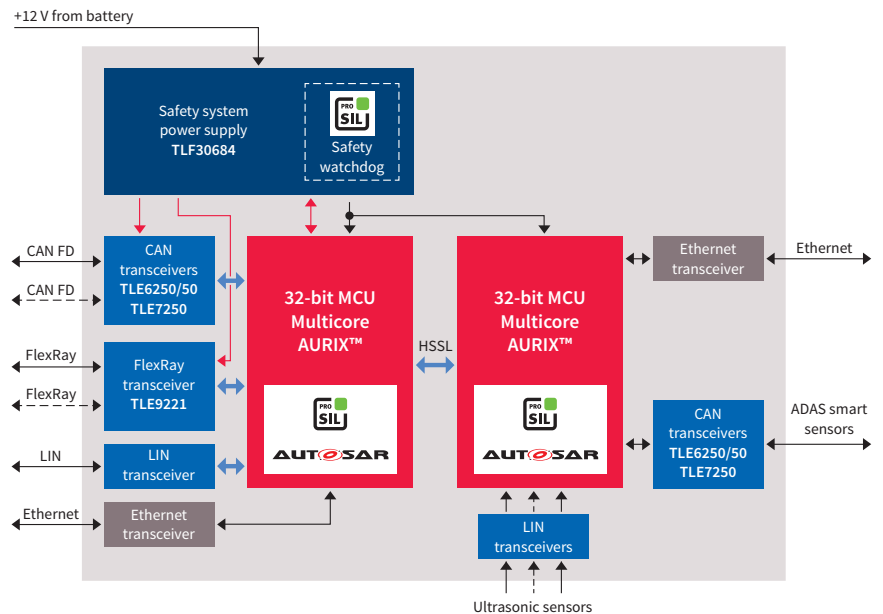 +12 V from battery
Safety system
power supply
TLF30684
PRO
SIL
Safety
watchdog
CAN FD
CAN FD
CAN
transceivers
TLE6250/50
TLE7250
FlexRay
FlexRay
FlexRay
transceiver
TLE9221
LIN
LIN
transceiver
Ethernet
Ethernet
transceiver
32-bit MCU
Multicore
AURIX™
PRO
SIL
AUTOSAR
HSSL
32-bit MCU
Multicore
AURIX™
PRO
SIL
AUTOSAR
Ethernet
transceiver
Ethernet
CAN
transceivers
TLE6250/50
TLE7250
ADAS smart
sensors
LIN
transceivers
Ultrasonic sensors